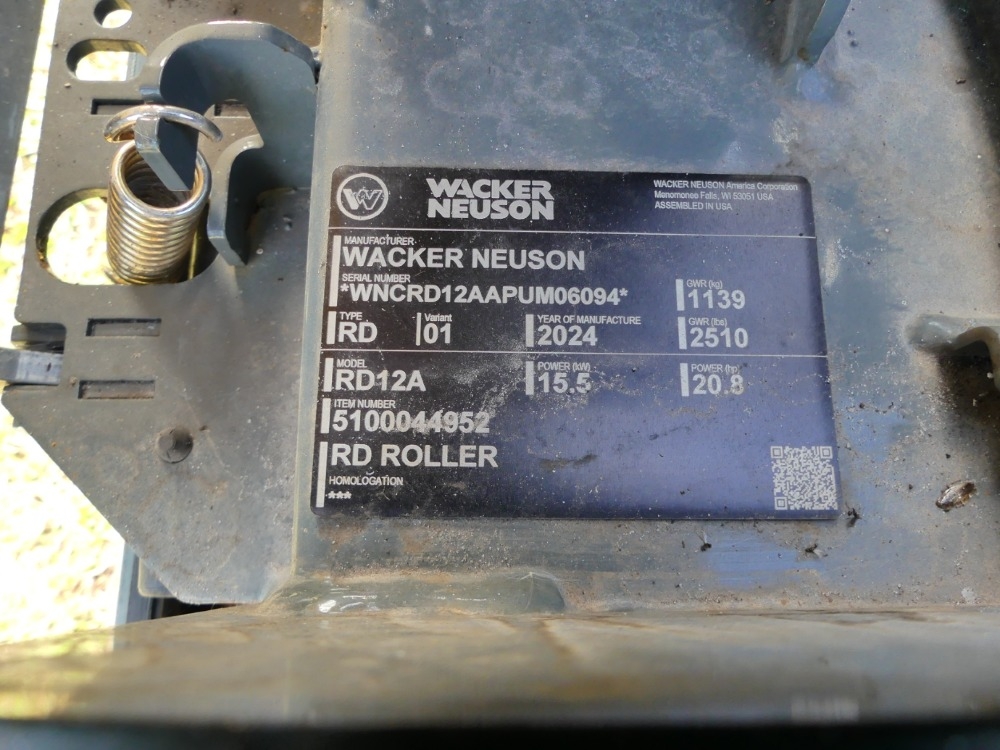 W
WACKER
NEUSON
WACKER NEUSON America Corporation
Menomonee Falls, WI 53051 USA
ASSEMBLED IN USA
MANUFACTURER
WACKER NEUSON
SERIAL NUMBER
*WNCRD12AAPUM06094*
GWR (kg)
1139
TYPE
RD
Variant
01
YEAR OF MANUFACTURE
2024
GWR (lbs)
2510
MODEL
RD12A
POWER (kW)
15.5
POWER (hp)
20.8
ITEM NUMBER
5100044952
RD ROLLER
HOMOLOGATION
***